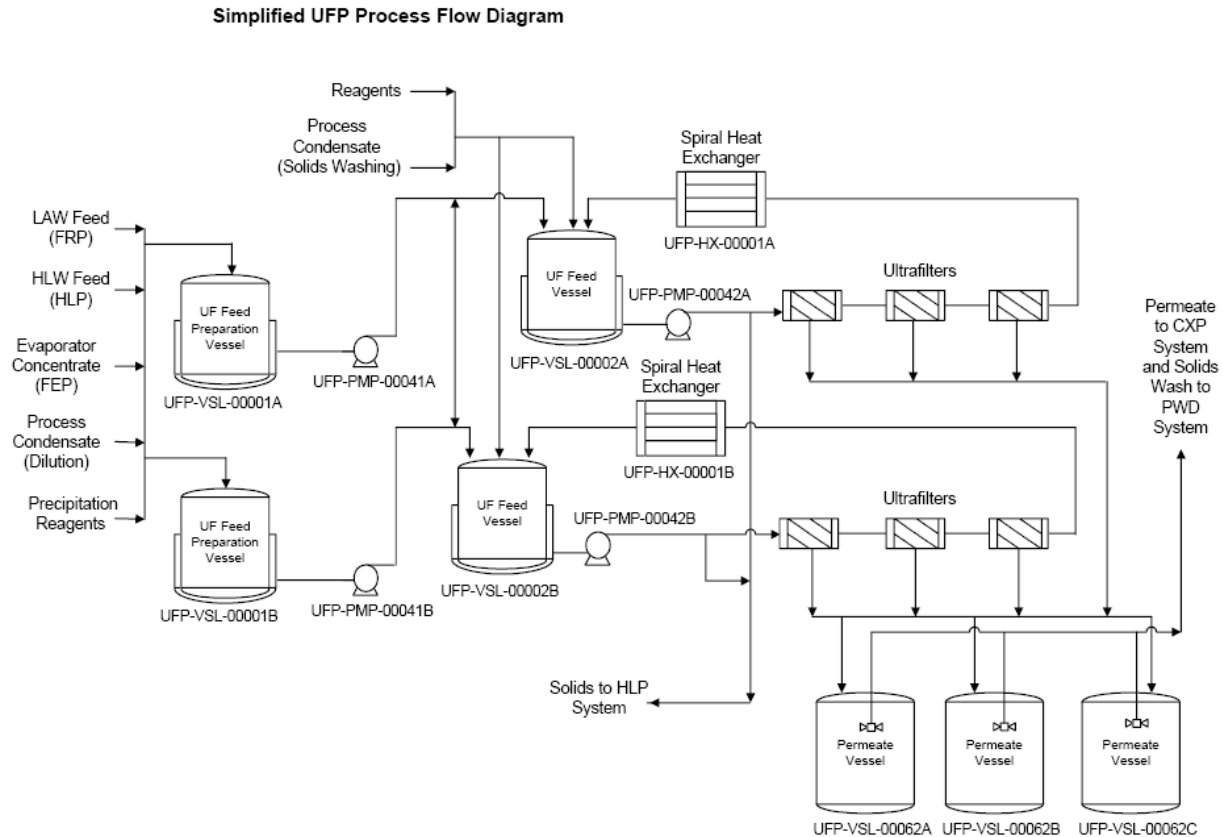 Simplified UFP Process Flow Diagram
Reagents
Process
Condensate
(Solids Washing)
Spiral Heat
Exchanger
UFP-HX-00001A
LAW Feed
(FRP)
HLW Feed
(HLP)
Evaporator
Concentrate
(FEP)
Process
Condensate
(Dilution)
Precipitation
Reagents
UF Feed
Preparation
Vessel
UFP-VSL-00001A
UFP-PMP-00041A
UF Feed
Vessel
UFP-VSL-00002A
UFP-PMP-00042A
Ultrafilters
Permeate
to CXP
System
and Solids
Wash to
PWD
System
Spiral Heat
Exchanger
UFP-HX-00001B
UF Feed
Preparation
Vessel
UFP-VSL-00001B
UFP-PMP-00041B
UF Feed
Vessel
UFP-VSL-00002B
UFP-PMP-00042B
Ultrafilters
Solids to HLP
System
Permeate
Vessel
UFP-VSL-00062A
Permeate
Vessel
UFP-VSL-00062B
Permeate
Vessel
UFP-VSL-00062C